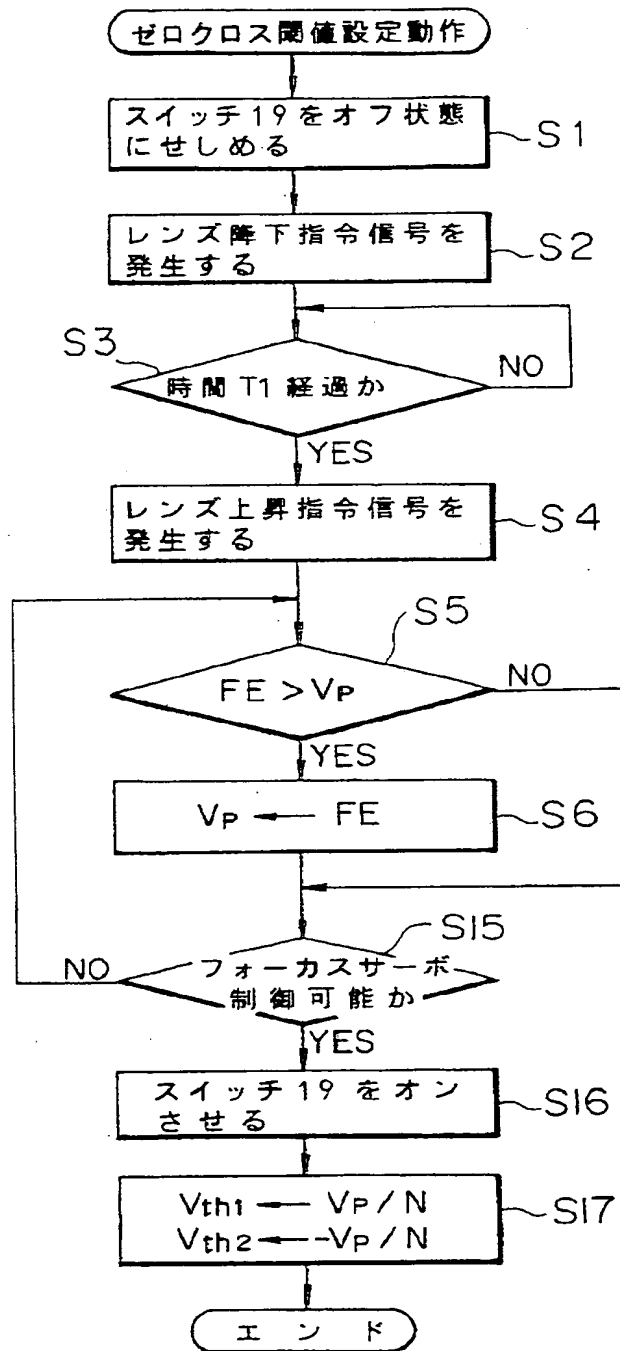 ゼロクロス閾値設定動作
スイッチ19をオフ状態
にせしめる
S1
レンズ降下指令信号を
発生する
S2
S3
時間T1経過か
NO
YES
レンズ上昇指令信号を
発生する
S4
S5
FE>VP
NO
YES
VP ← FE
S6
S15
フォーカスサーボ
制御可能か
NO
YES
スイッチ19をオン
させる
S16
Vth1 ← VP/N
Vth2 ← -VP/N
S17
エンド